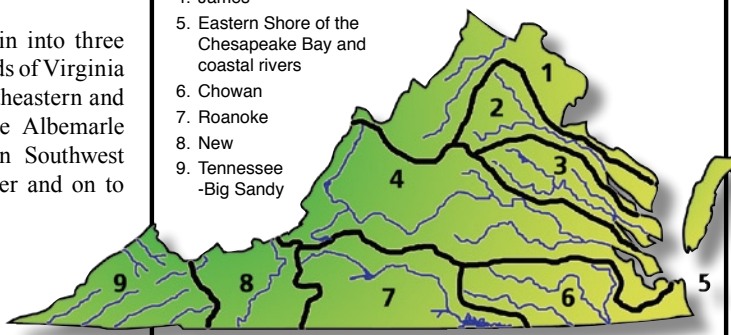 in into three
ds of Virginia
heastern and
e Albemarle
n Southwest
er and on to
4. James
5. Eastern Shore of the
Chesapeake Bay and
coastal rivers
6. Chowan
7. Roanoke
8. New
9. Tennessee
-Big Sandy
1
2
3
4
5
6
7
8
9